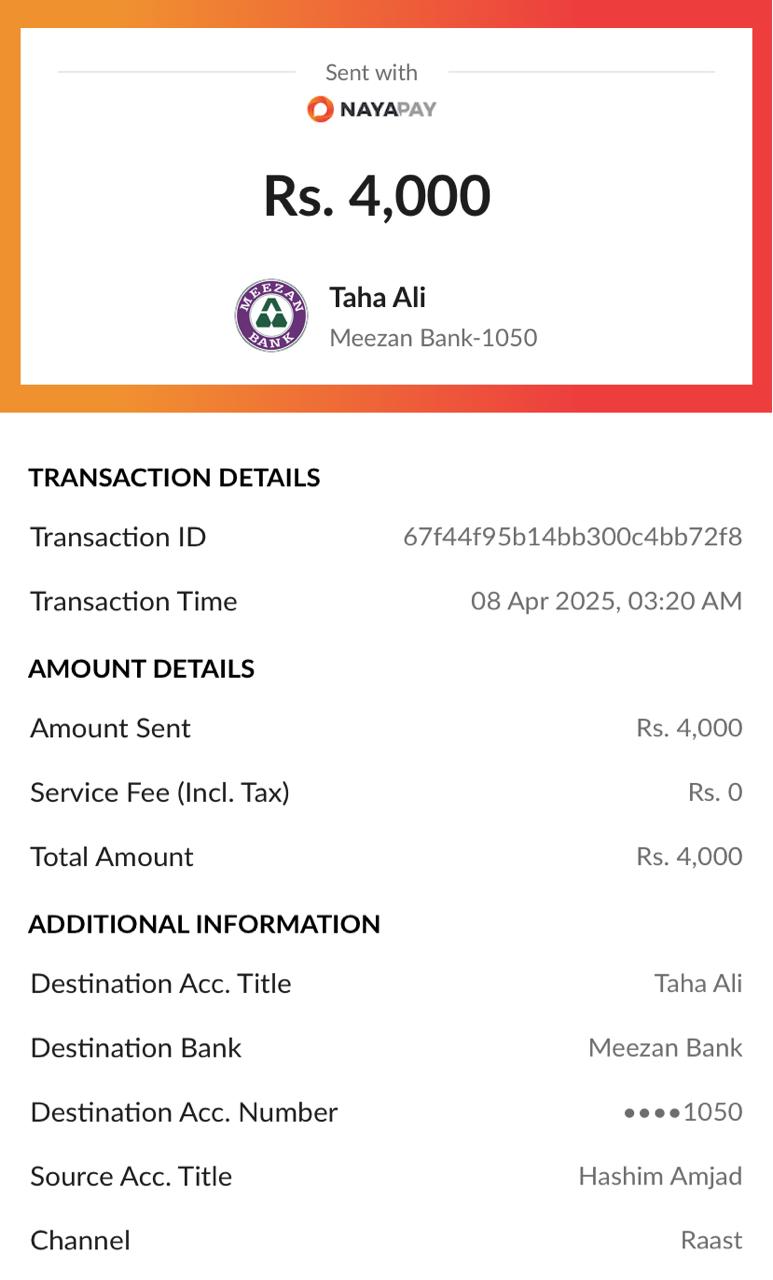 Sent with
NAYAPAY
Rs. 4,000
MEEZAN BANK
Taha Ali
Meezan Bank-1050
TRANSACTION DETAILS
Transaction ID 67f44f95b14bb300c4bb72f8
Transaction Time 08 Apr 2025, 03:20 AM
AMOUNT DETAILS
Amount Sent Rs. 4,000
Service Fee (Incl. Tax) Rs. 0
Total Amount Rs. 4,000
ADDITIONAL INFORMATION
Destination Acc. Title Taha Ali
Destination Bank Meezan Bank
Destination Acc. Number ••••1050
Source Acc. Title Hashim Amjad
Channel Raast